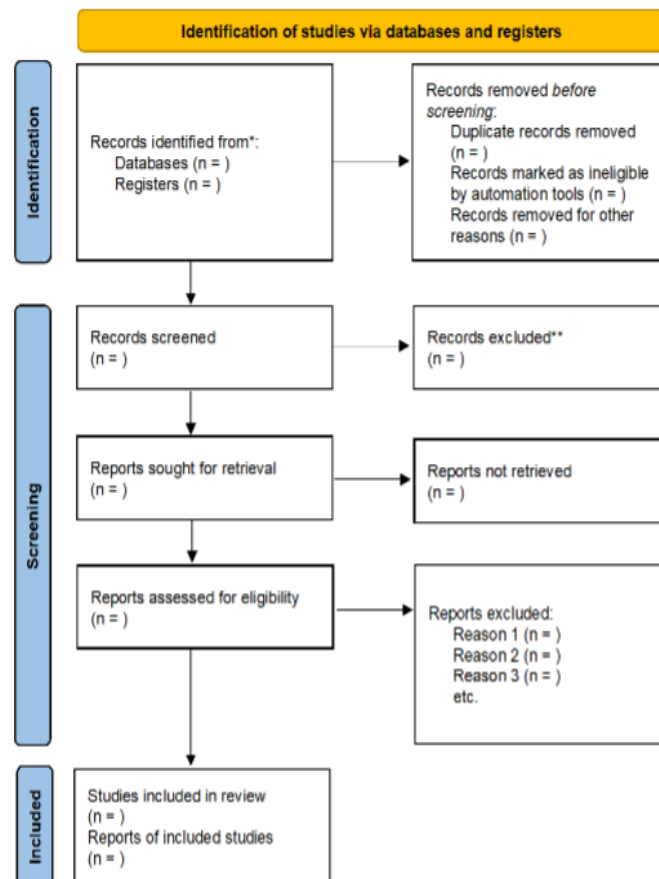 Identification of studies via databases and registers
Identification
Records identified from*:
Databases (n = )
Registers (n = )
Records removed before
screening:
Duplicate records removed
(n = )
Records marked as ineligible
by automation tools (n = )
Records removed for other
reasons (n = )
Screening
Records screened
(n = )
Records excluded**
(n = )
Reports sought for retrieval
(n = )
Reports not retrieved
(n = )
Reports assessed for eligibility
(n = )
Reports excluded:
Reason 1 (n = )
Reason 2 (n = )
Reason 3 (n = )
etc.
Included
Studies included in review
(n = )
Reports of included studies
(n = )